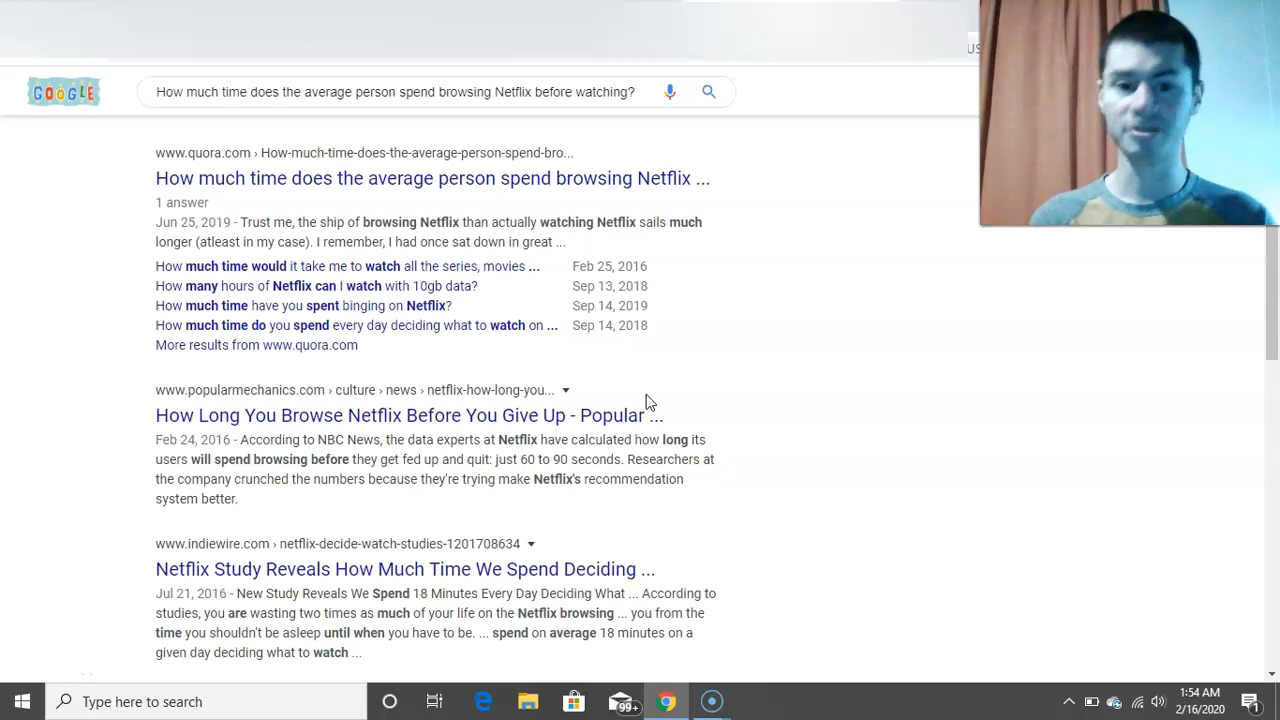 US
GOOGLE
How much time does the average person spend browsing Netflix before watching?
www.quora.com › How-much-time-does-the-average-person-spend-bro...
How much time does the average person spend browsing Netflix ...
1 answer
Jun 25, 2019 - Trust me, the ship of browsing Netflix than actually watching Netflix sails much
longer (atleast in my case). I remember, I had once sat down in great ...
How much time would it take me to watch all the series, movies ... Feb 25, 2016
How many hours of Netflix can I watch with 10gb data? Sep 13, 2018
How much time have you spent binging on Netflix? Sep 14, 2019
How much time do you spend every day deciding what to watch on ... Sep 14, 2018
More results from www.quora.com
www.popularmechanics.com › culture › news › netflix-how-long-you...
How Long You Browse Netflix Before You Give Up - Popular ...
Feb 24, 2016 - According to NBC News, the data experts at Netflix have calculated how long its
users will spend browsing before they get fed up and quit: just 60 to 90 seconds. Researchers at
the company crunched the numbers because they're trying make Netflix's recommendation
system better.
www.indiewire.com › netflix-decide-watch-studies-1201708634
Netflix Study Reveals How Much Time We Spend Deciding ...
Jul 21, 2016 - New Study Reveals We Spend 18 Minutes Every Day Deciding What ... According to
studies, you are wasting two times as much of your life on the Netflix browsing ... you from the
time you shouldn't be asleep until when you have to be. ... spend on average 18 minutes on a
given day deciding what to watch ...
Type here to search
99+
1:54 AM
2/16/2020
1